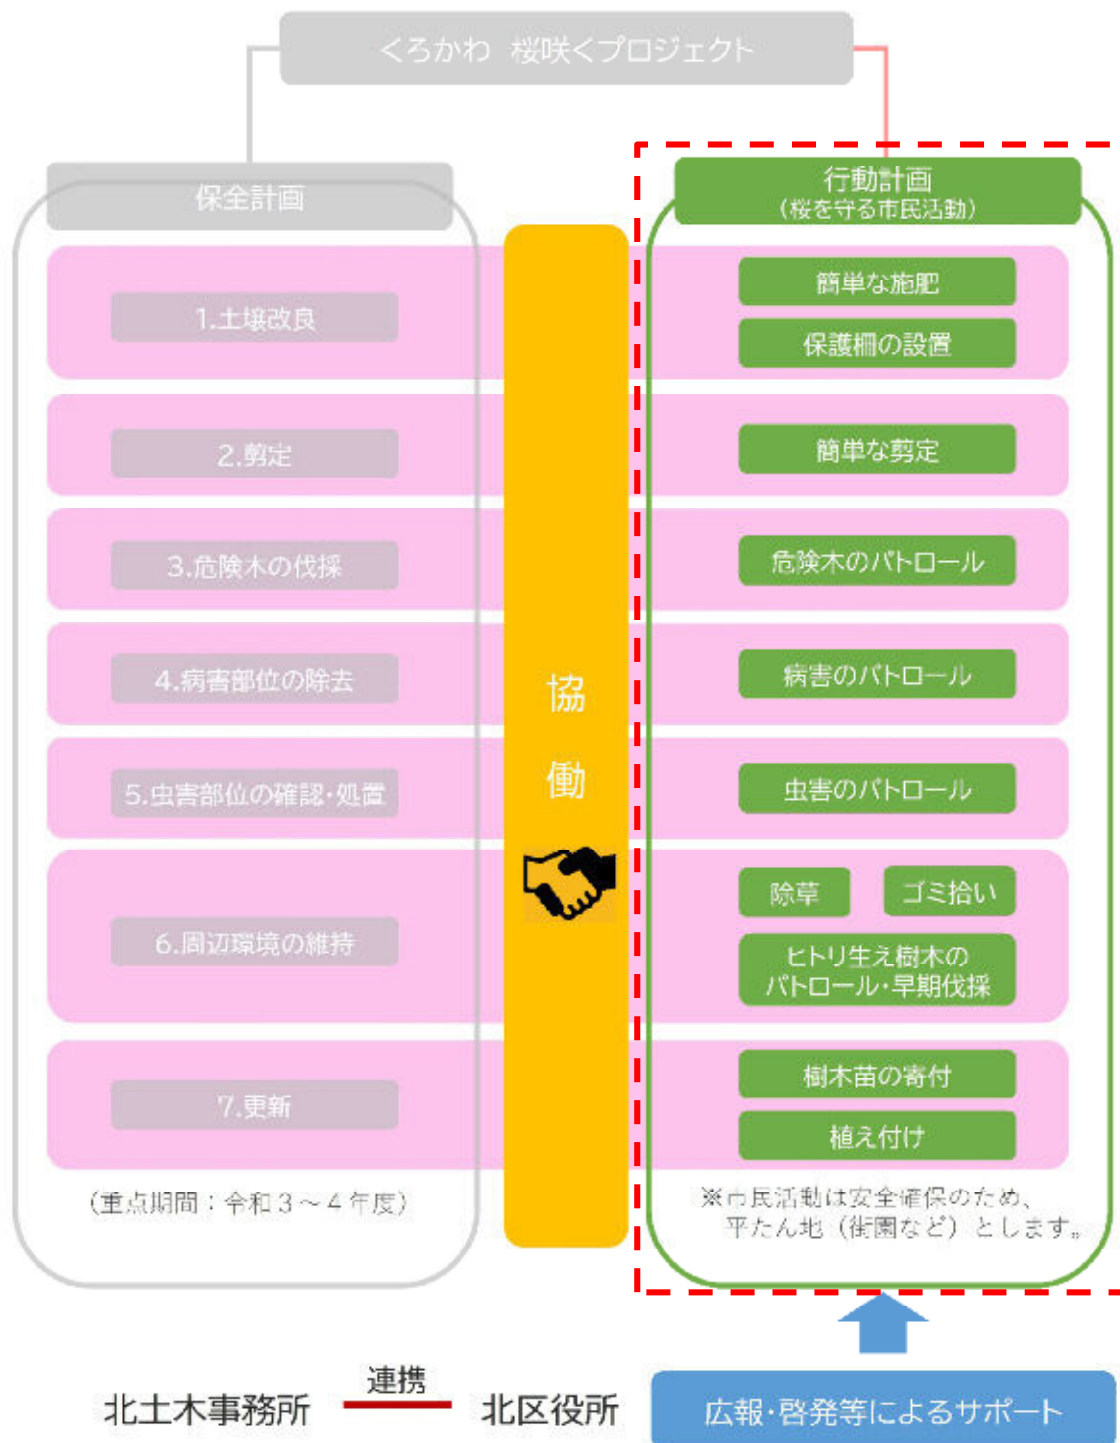 くろかわ 桜咲くプロジェクト
保全計画
行動計画
(桜を守る市民活動)
1.土壌改良
簡単な施肥
保護柵の設置
2.剪定
簡単な剪定
3.危険木の伐採
危険木のパトロール
4.病害部位の除去
病害のパトロール
5.虫害部位の確認・処置
虫害のパトロール
6.周辺環境の維持
除草
ゴミ拾い
ヒトリ生え樹木の
パトロール・早期伐採
7.更新
樹木苗の寄付
植え付け
協
働
(重点期間:令和3~4年度)
※市民活動は安全確保のため、
平たん地(街園など)とします。
北土木事務所
連携
北区役所
広報・啓発等によるサポート